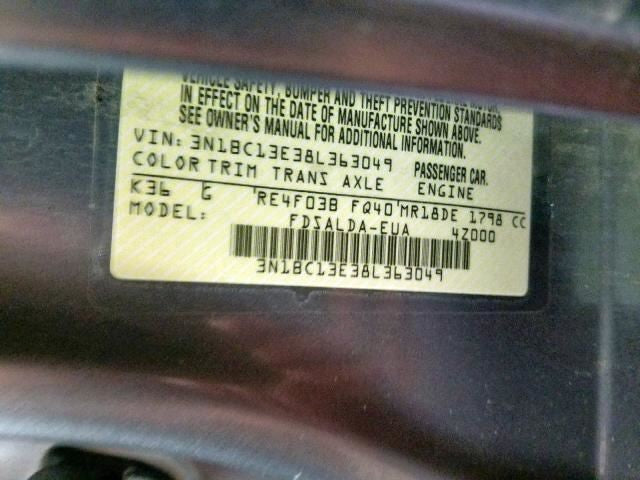 VEHICLE SAFETY, BUMPER AND THEFT PREVENTION STANDARDS
IN EFFECT ON THE DATE OF MANUFACTURE SHOWN ABOVE.
SEE OWNER'S MANUAL FOR ADDITIONAL INFORMATION.
VIN: 3N1BC13E38L363049 PASSENGER CAR.
COLOR TRIM TRANS AXLE ENGINE
K36 G 'RE4F03B FQ40'MR18DE 1798 CC
MODEL: FDSALDA-EUA 4Z000
3N1BC13E38L363049